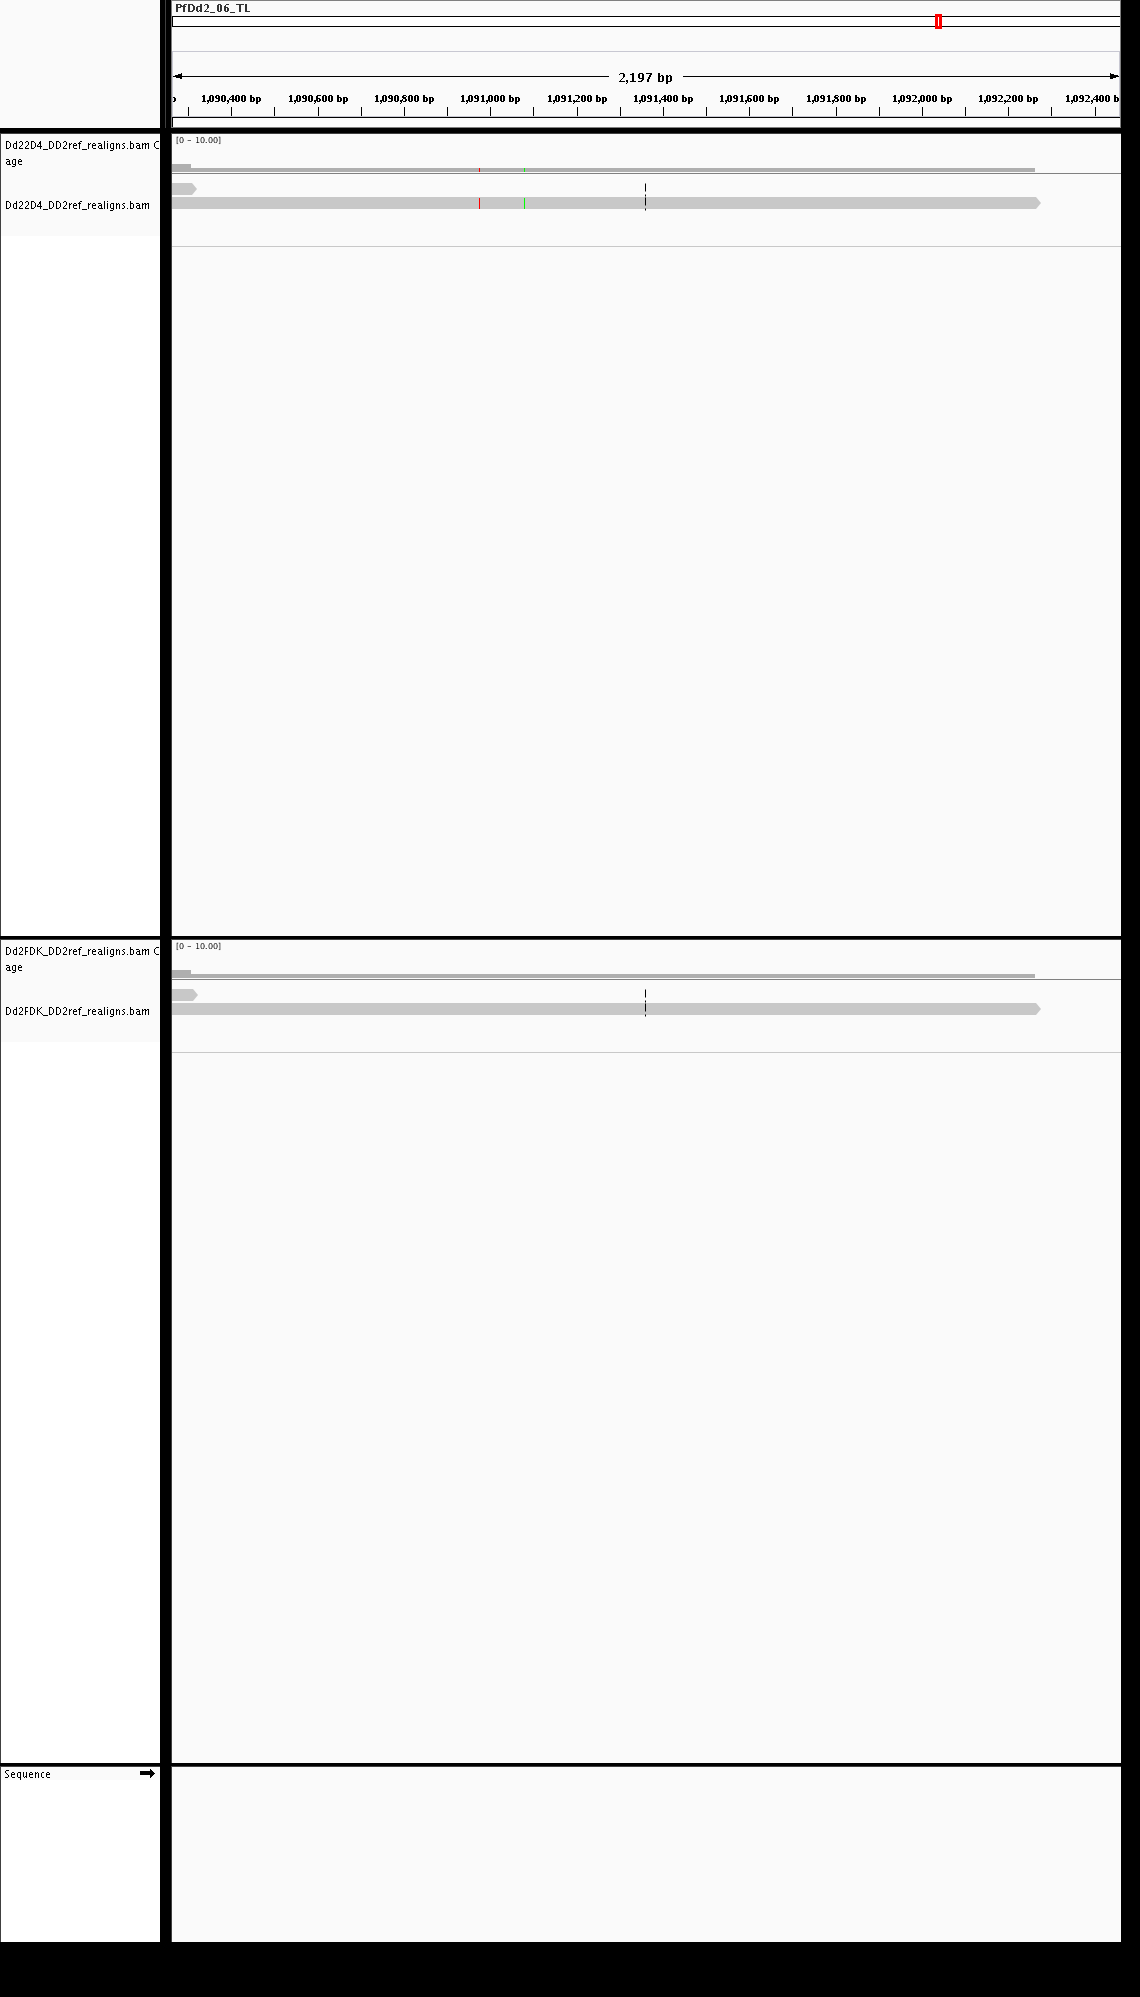 PfDd2_06_TL
2,197 bp
1,090,400 bp 1,090,600 bp 1,090,800 bp 1,091,000 bp 1,091,200 bp 1,091,400 bp 1,091,600 bp 1,091,800 bp 1,092,000 bp 1,092,200 bp 1,092,400 b
Dd22D4_DD2ref_realigns.bam C
age
[0 - 10.00]
Dd22D4_DD2ref_realigns.bam
Dd2FDK_DD2ref_realigns.bam C
age
[0 - 10.00]
Dd2FDK_DD2ref_realigns.bam
Sequence